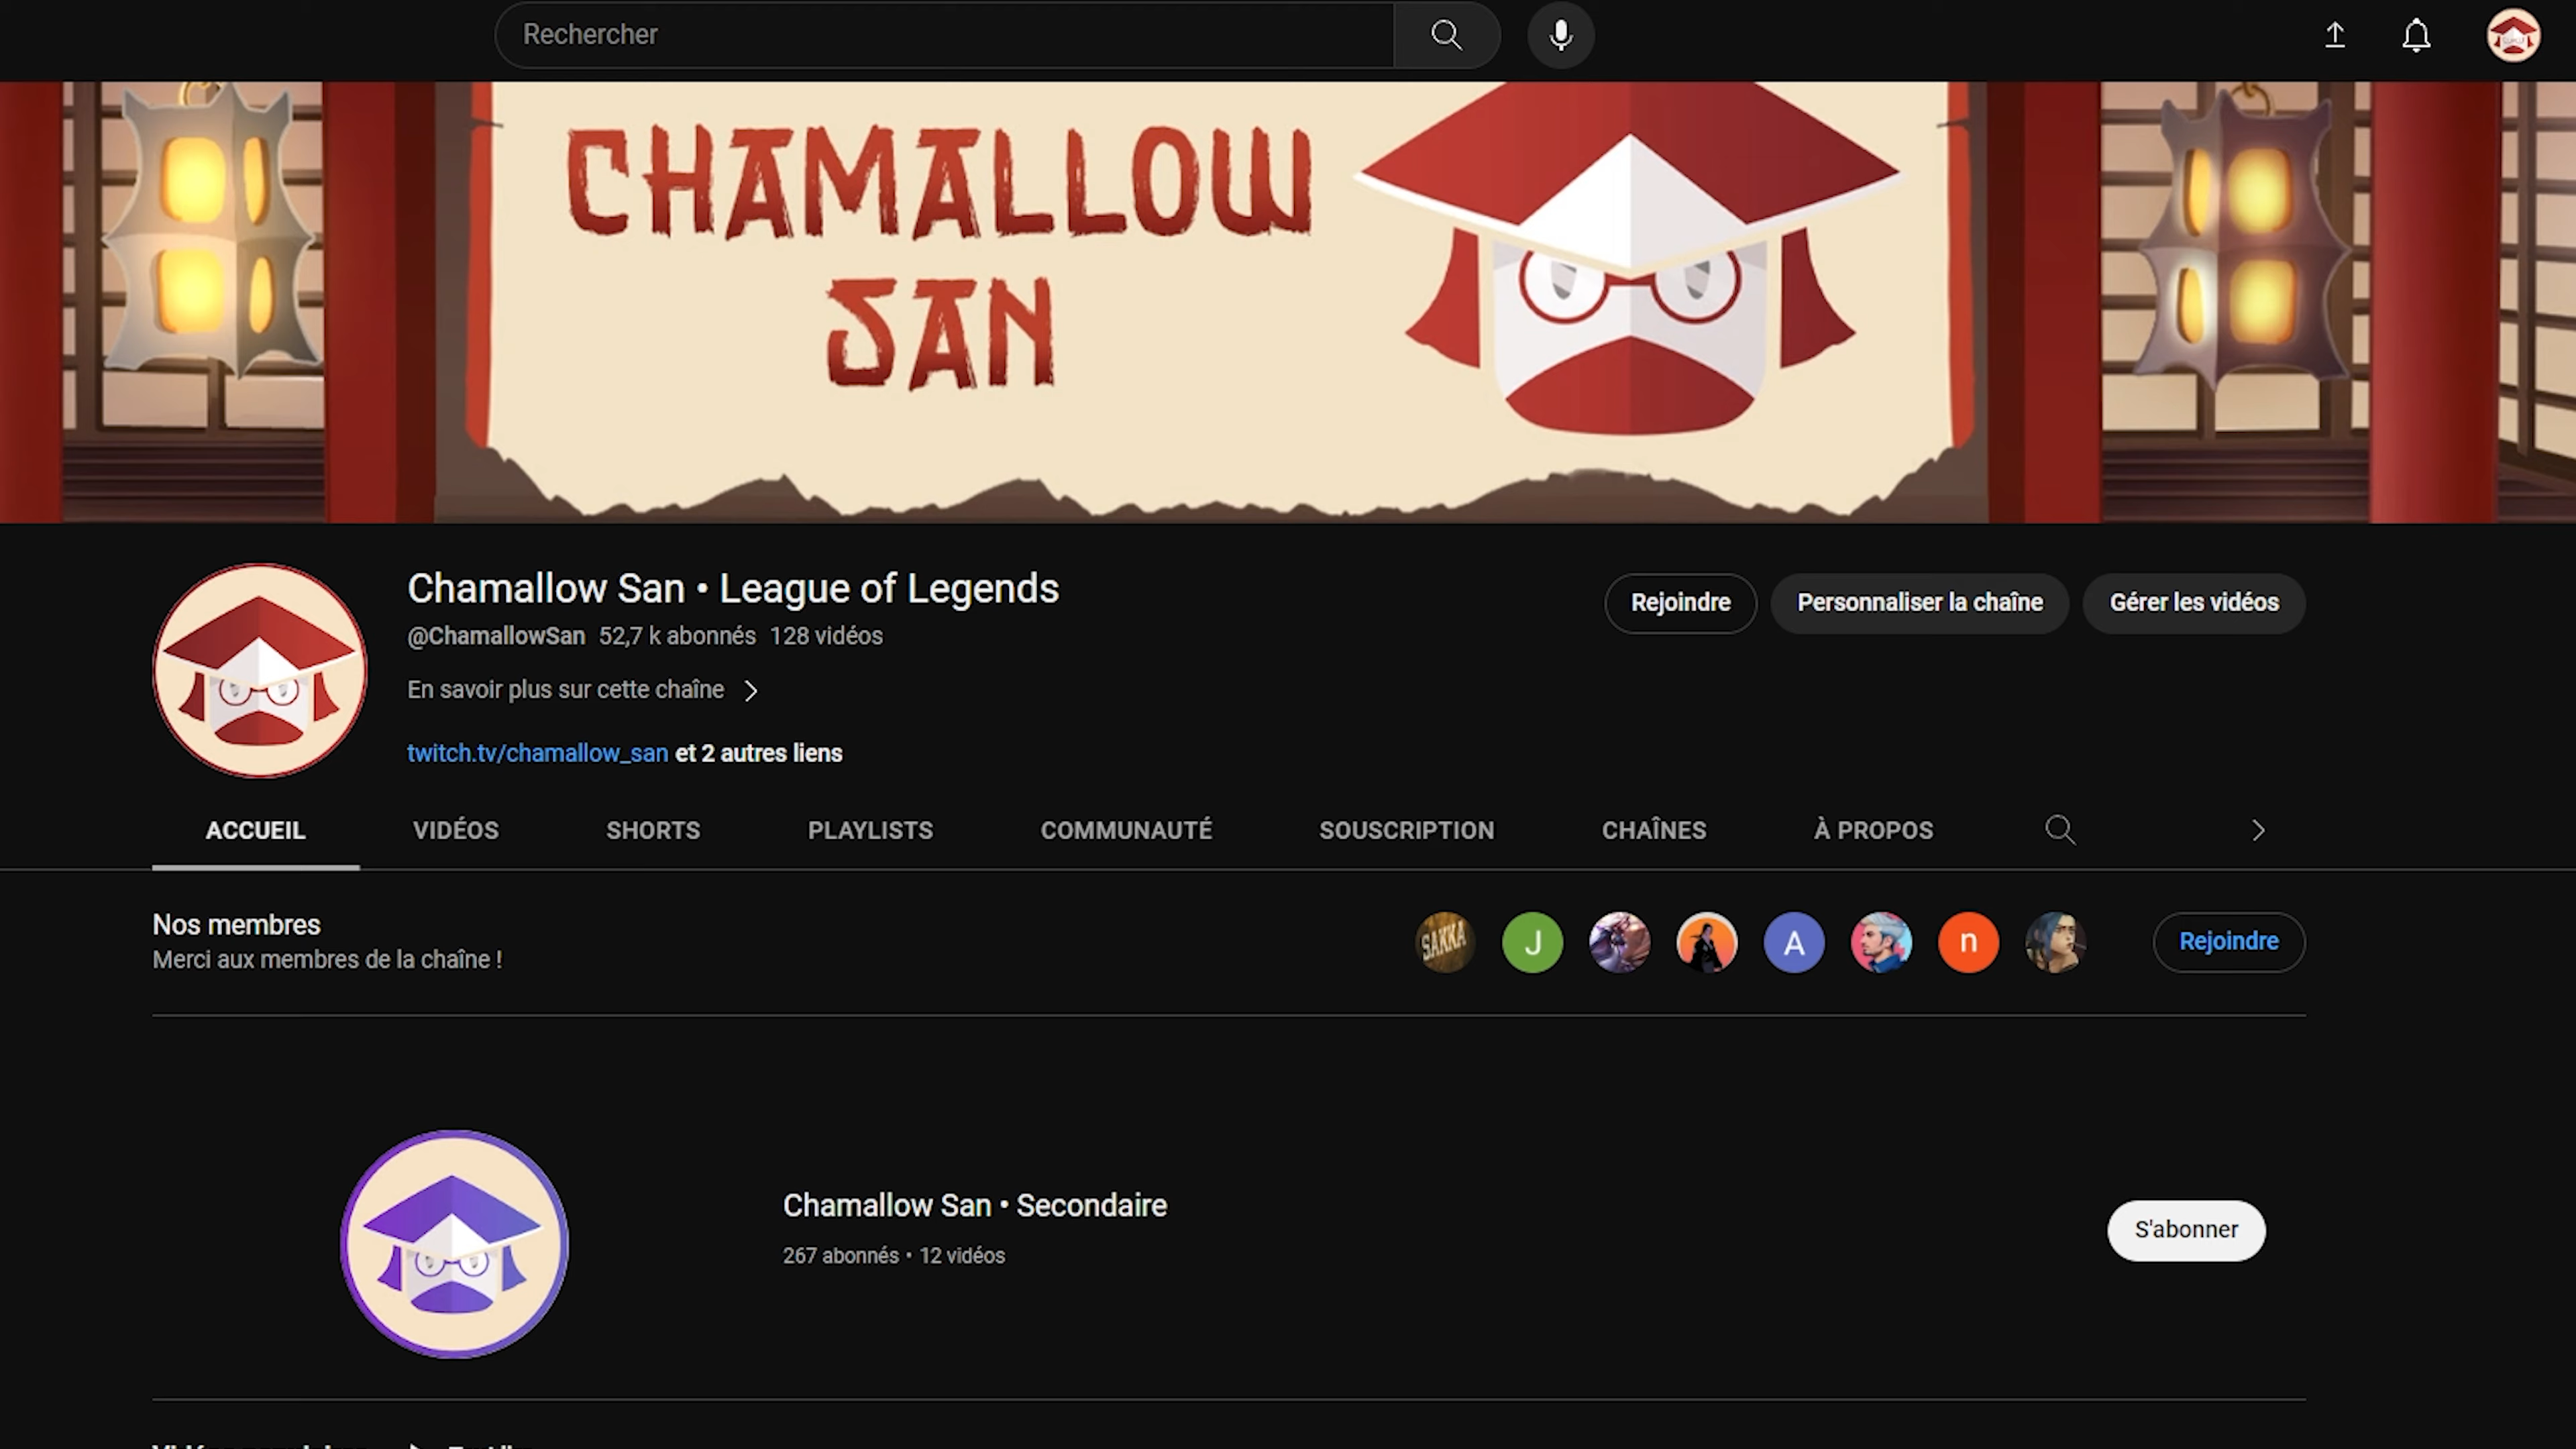 Rechercher
CHAMALLOW
SAN
Chamallow San • League of Legends
@ChamallowSan 52,7 k abonnés 128 vidéos
Rejoindre
Personnaliser la chaîne
Gérer les vidéos
En savoir plus sur cette chaîne
twitch.tv/chamallow_san et 2 autres liens
ACCUEIL
VIDÉOS
SHORTS
PLAYLISTS
COMMUNAUTÉ
SOUSCRIPTION
CHAÎNES
À PROPOS
Nos membres
Merci aux membres de la chaîne !
SAKKA
J
A
n
Rejoindre
Chamallow San • Secondaire
267 abonnés • 12 vidéos
S'abonner